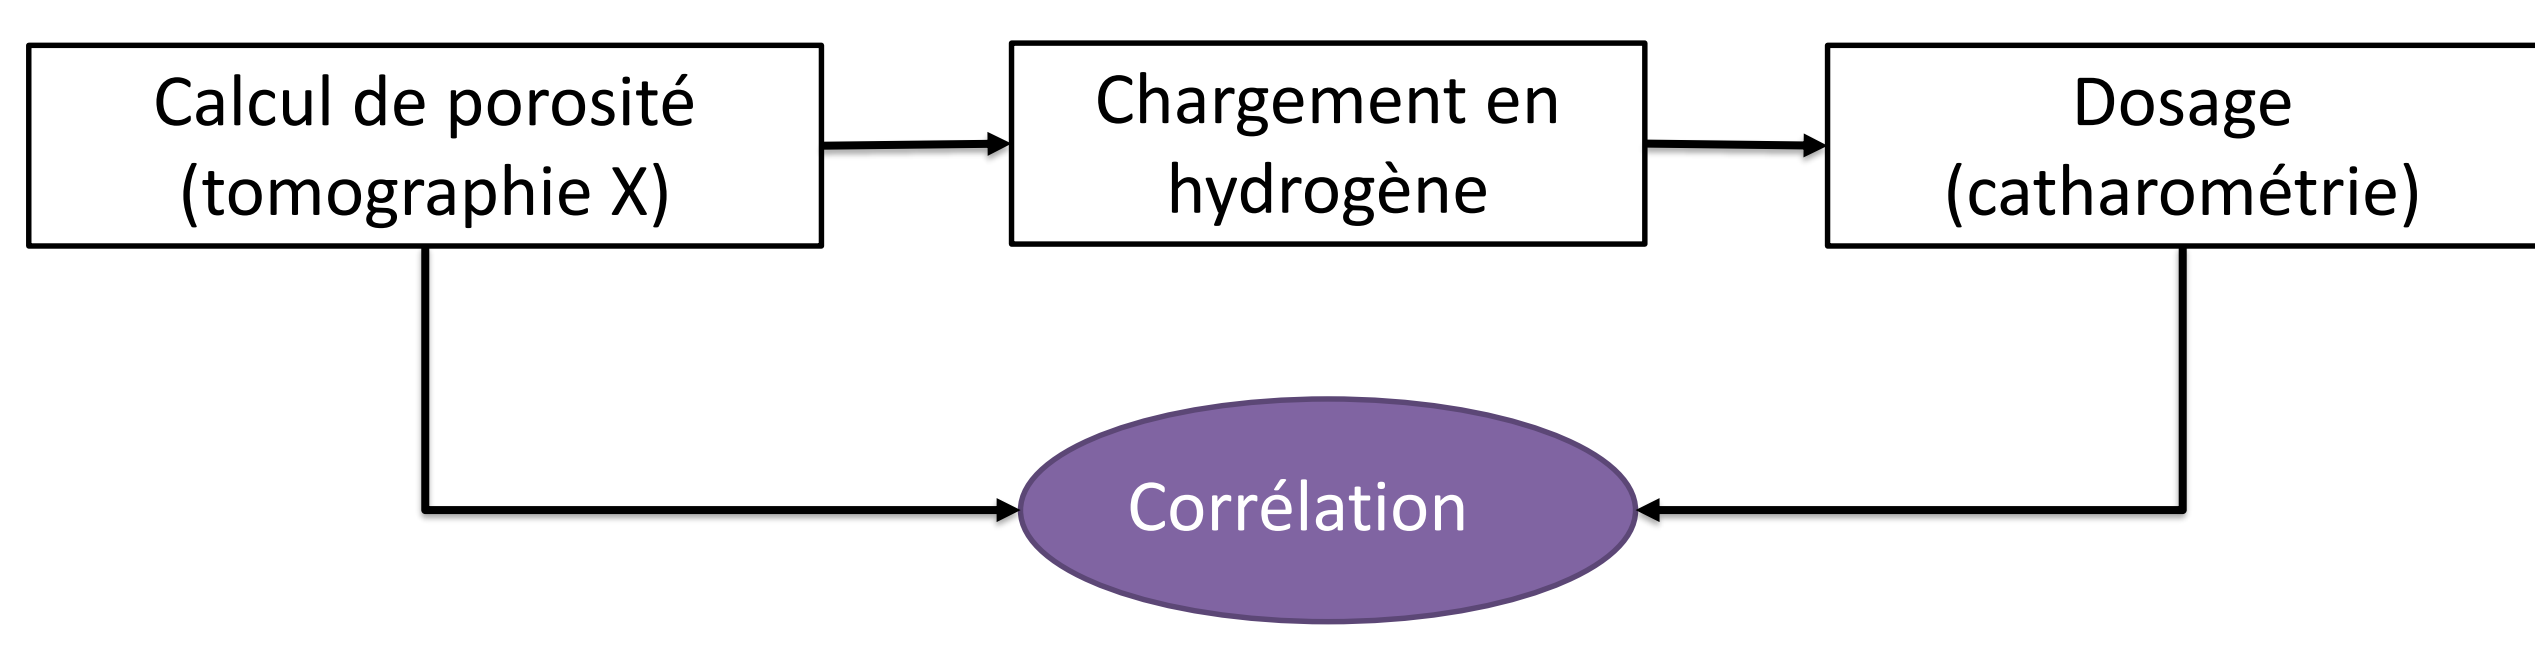 Calcul de porosité
(tomographie X)
Chargement en
hydrogène
Dosage
(catharométrie)
Corrélation